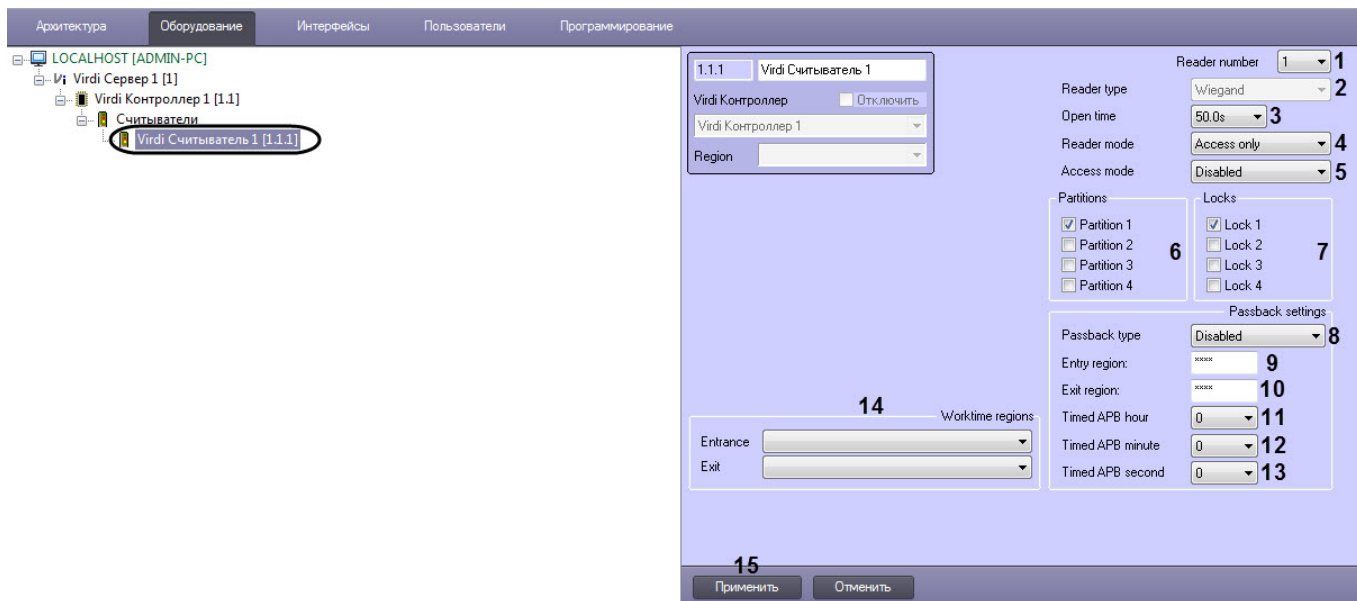 Архитектура Оборудование Интерфейсы Пользователи Программирование
LOCALHOST [ADMIN-PC]
Virdi Сервер 1 [1]
Virdi Контроллер 1 [1.1]
Считыватели
Virdi Считыватель 1 [1.1.1]
1.1.1 Virdi Считыватель 1
Virdi Контроллер Отключить
Virdi Контроллер 1
Region
Reader number 1 1
Reader type Wiegand 2
Open time 50.0s 3
Reader mode Access only 4
Access mode Disabled 5
Partitions
Partition 1
Partition 2
Partition 3
Partition 4
6
Locks
Lock 1
Lock 2
Lock 3
Lock 4
7
Passback settings
Passback type Disabled 8
Entry region: **** 9
Exit region: **** 10
Timed APB hour 0 11
Timed APB minute 0 12
Timed APB second 0 13
14
Worktime regions
Entrance
Exit
15
Применить Отменить